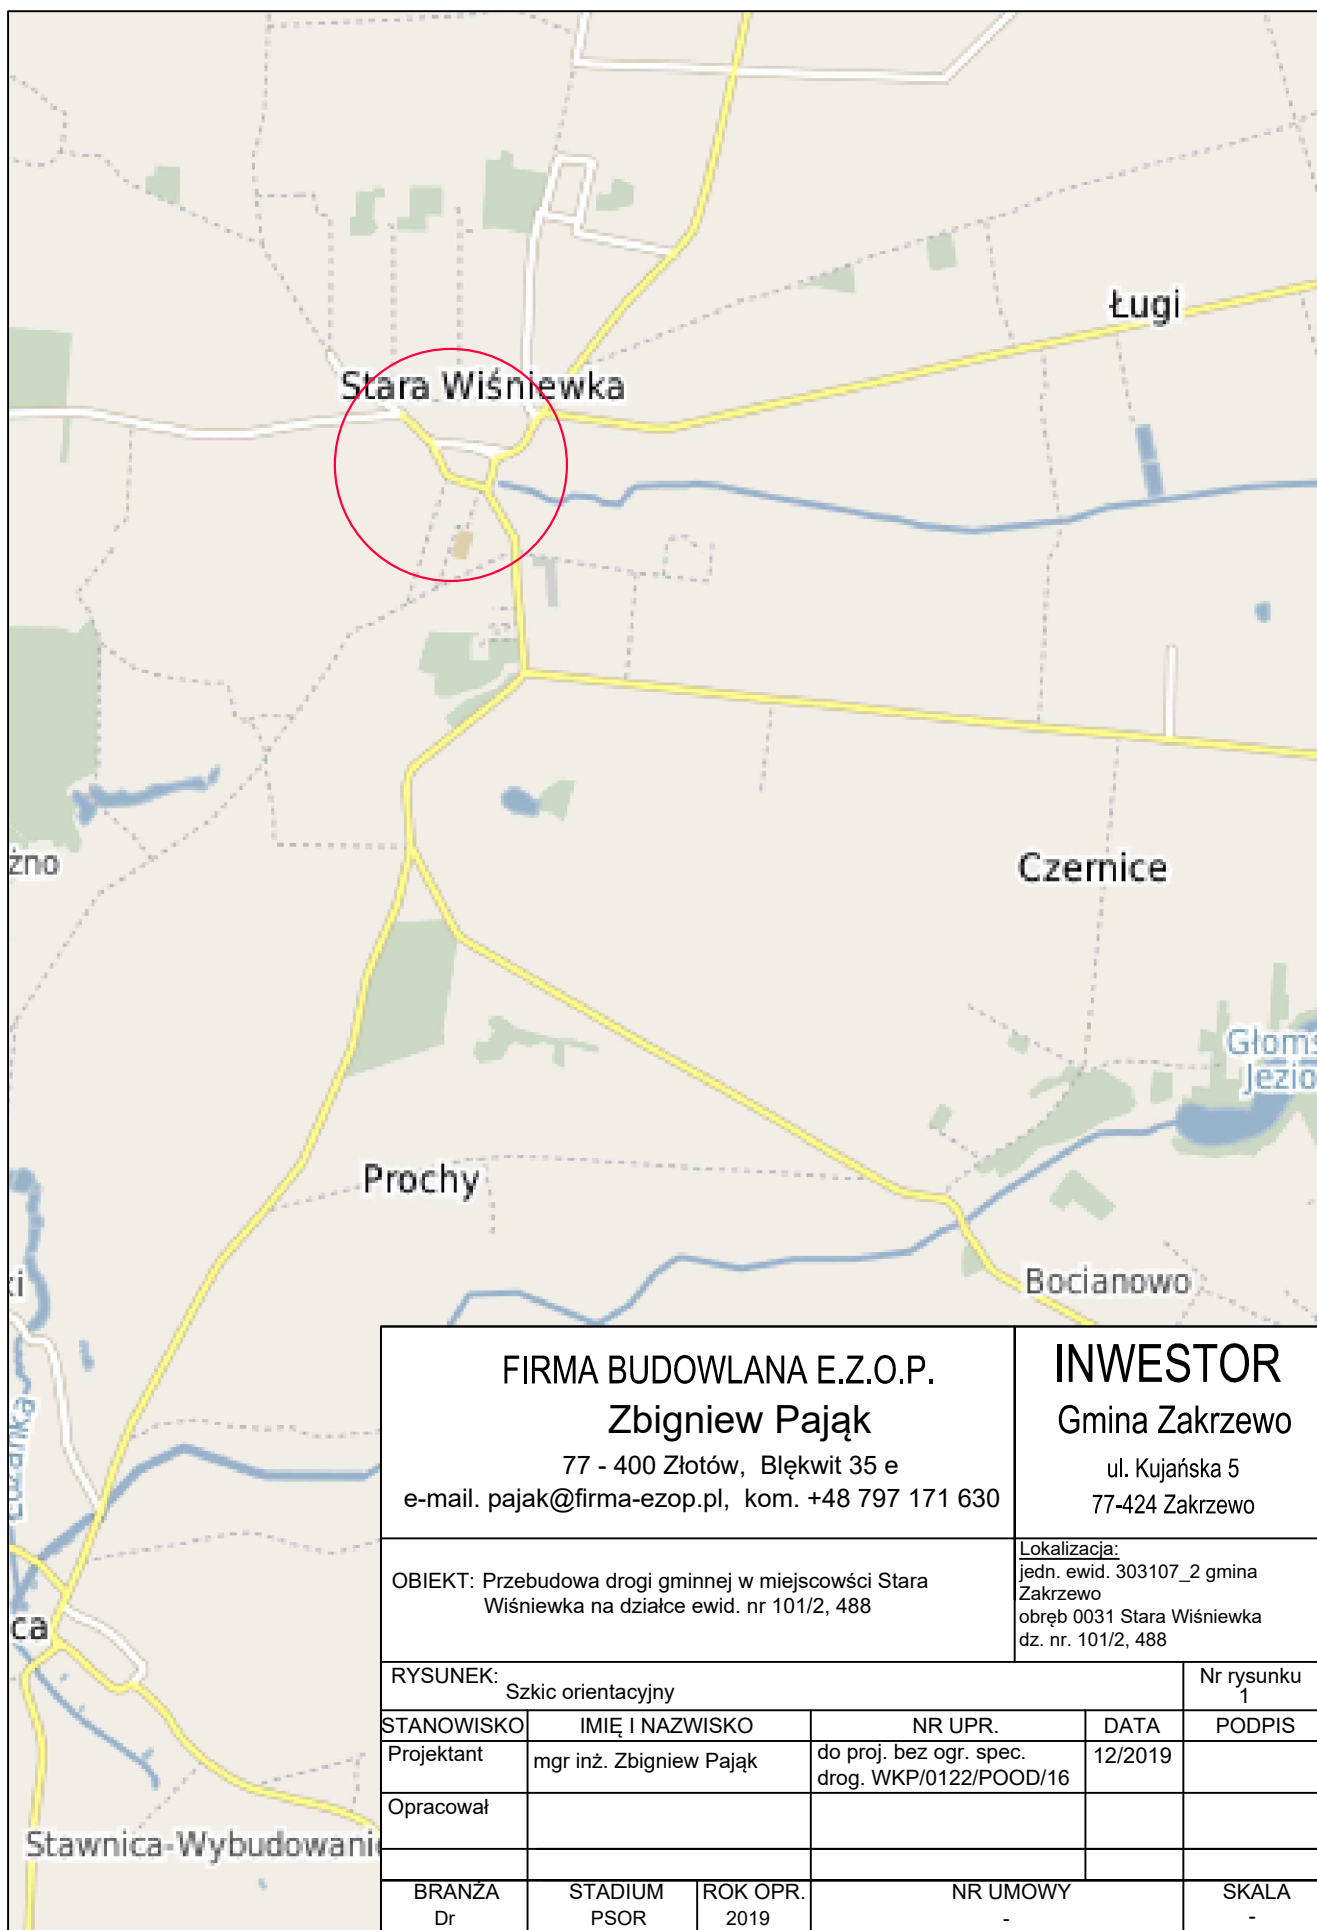 Ługi
Stara Wiśniewka
żno
Czernice
Głoms
Jezio
Prochy
ci
Bocianowo
ca
Stawnica-Wybudowani
FIRMA BUDOWLANA E.Z.O.P.
Zbigniew Pająk
77 - 400 Złotów, Blękwit 35 e
e-mail. pajak@firma-ezop.pl, kom. +48 797 171 630
INWESTOR
Gmina Zakrzewo
ul. Kujańska 5
77-424 Zakrzewo
OBIEKT: Przebudowa drogi gminnej w miejscowści Stara
Wiśniewka na działce ewid. nr 101/2, 488
Lokalizacja:
jedn. ewid. 303107_2 gmina
Zakrzewo
obręb 0031 Stara Wiśniewka
dz. nr. 101/2, 488
RYSUNEK:
Szkic orientacyjny
Nr rysunku
1
STANOWISKO IMIĘ I NAZWISKO NR UPR. DATA PODPIS
Projektant mgr inż. Zbigniew Pająk do proj. bez ogr. spec. 12/2019
drog. WKP/0122/POOD/16
Opracował
BRANŻA STADIUM ROK OPR. NR UMOWY SKALA
Dr PSOR 2019 - -